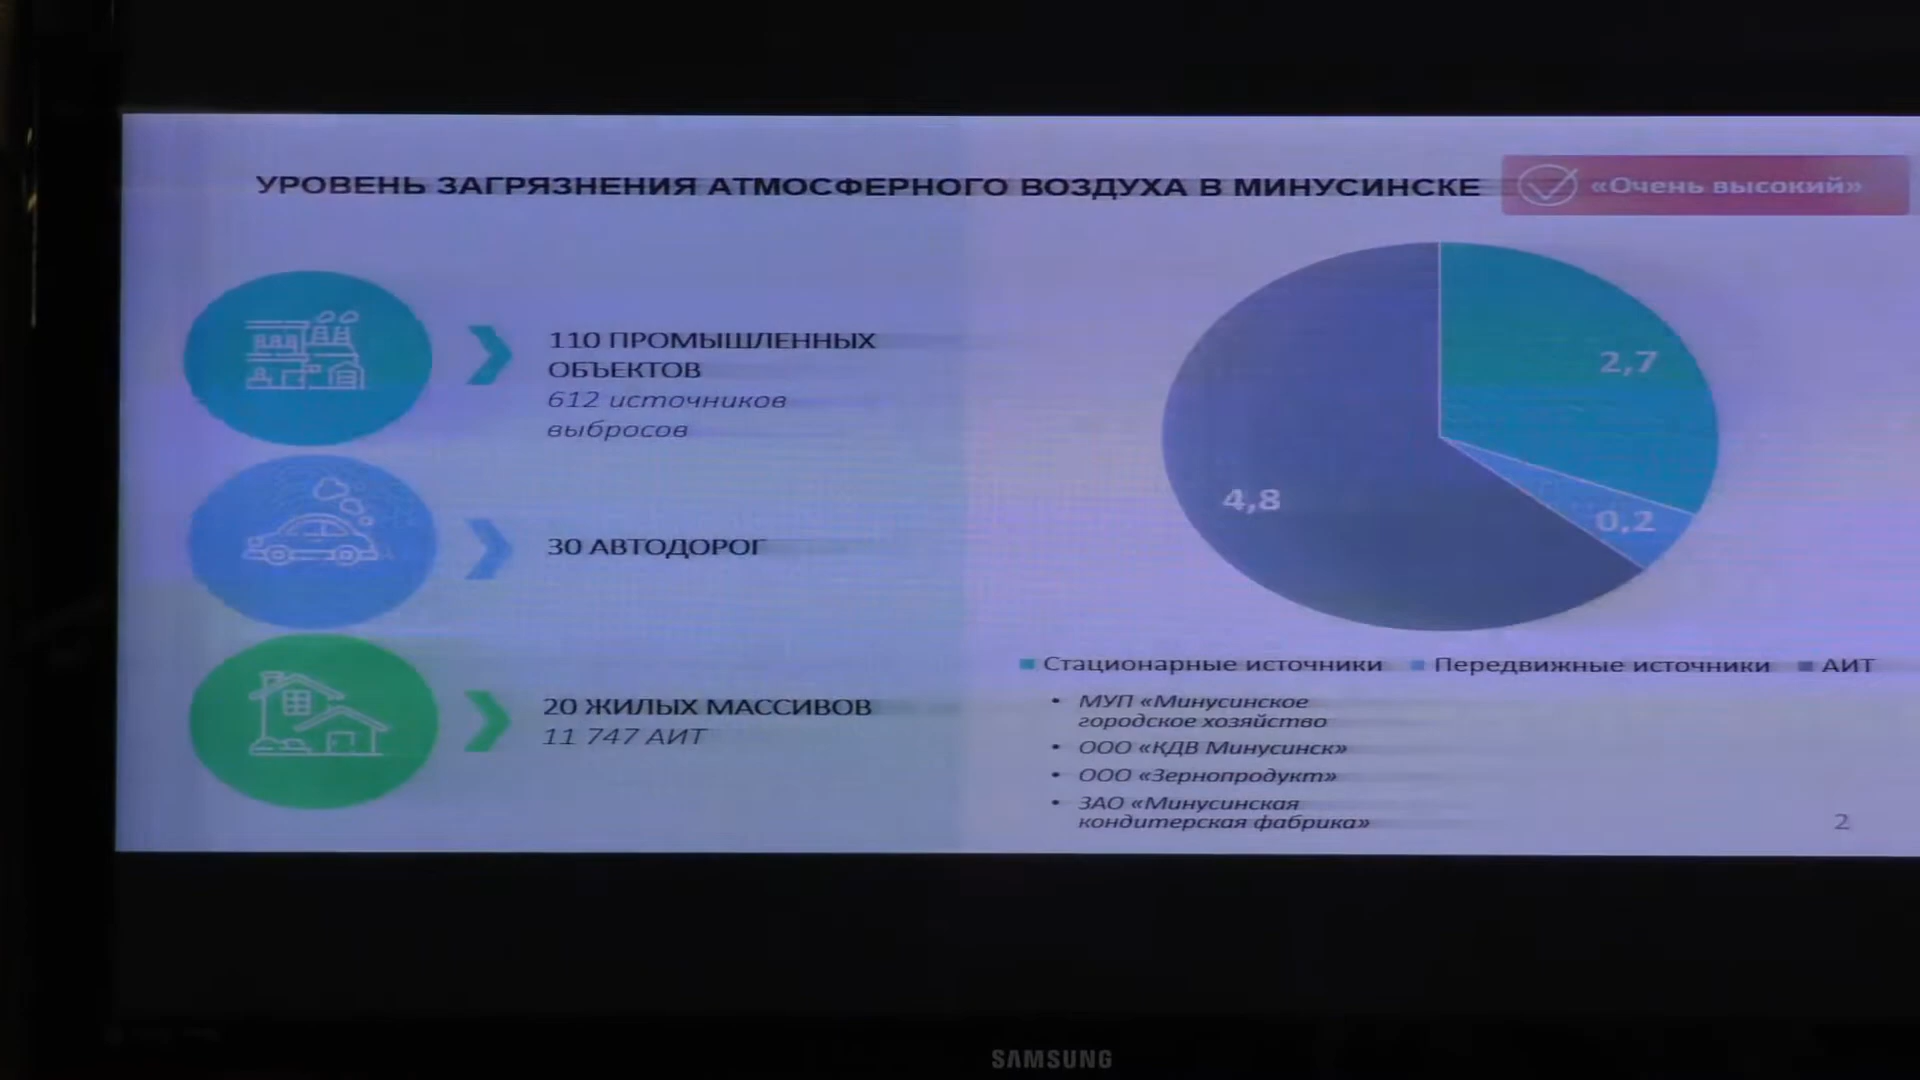 УРОВЕНЬ ЗАГРЯЗНЕНИЯ АТМОСФЕРНОГО ВОЗДУХА В МИНУСИНСКЕ
«Очень высокий»
110 ПРОМЫШЛЕННЫХ
ОБЪЕКТОВ
612 источников
выбросов
30 АВТОДОРОГ
20 ЖИЛЫХ МАССИВОВ
11 747 АИТ
2,7
0,2
4,8
Стационарные источники
Передвижные источники
АИТ
• МУП «Минусинское
городское хозяйство
• ООО «КДВ Минусинск»
• ООО «Зернопродукт»
• ЗАО «Минусинская
кондитерская фабрика»
2
SAMSUNG